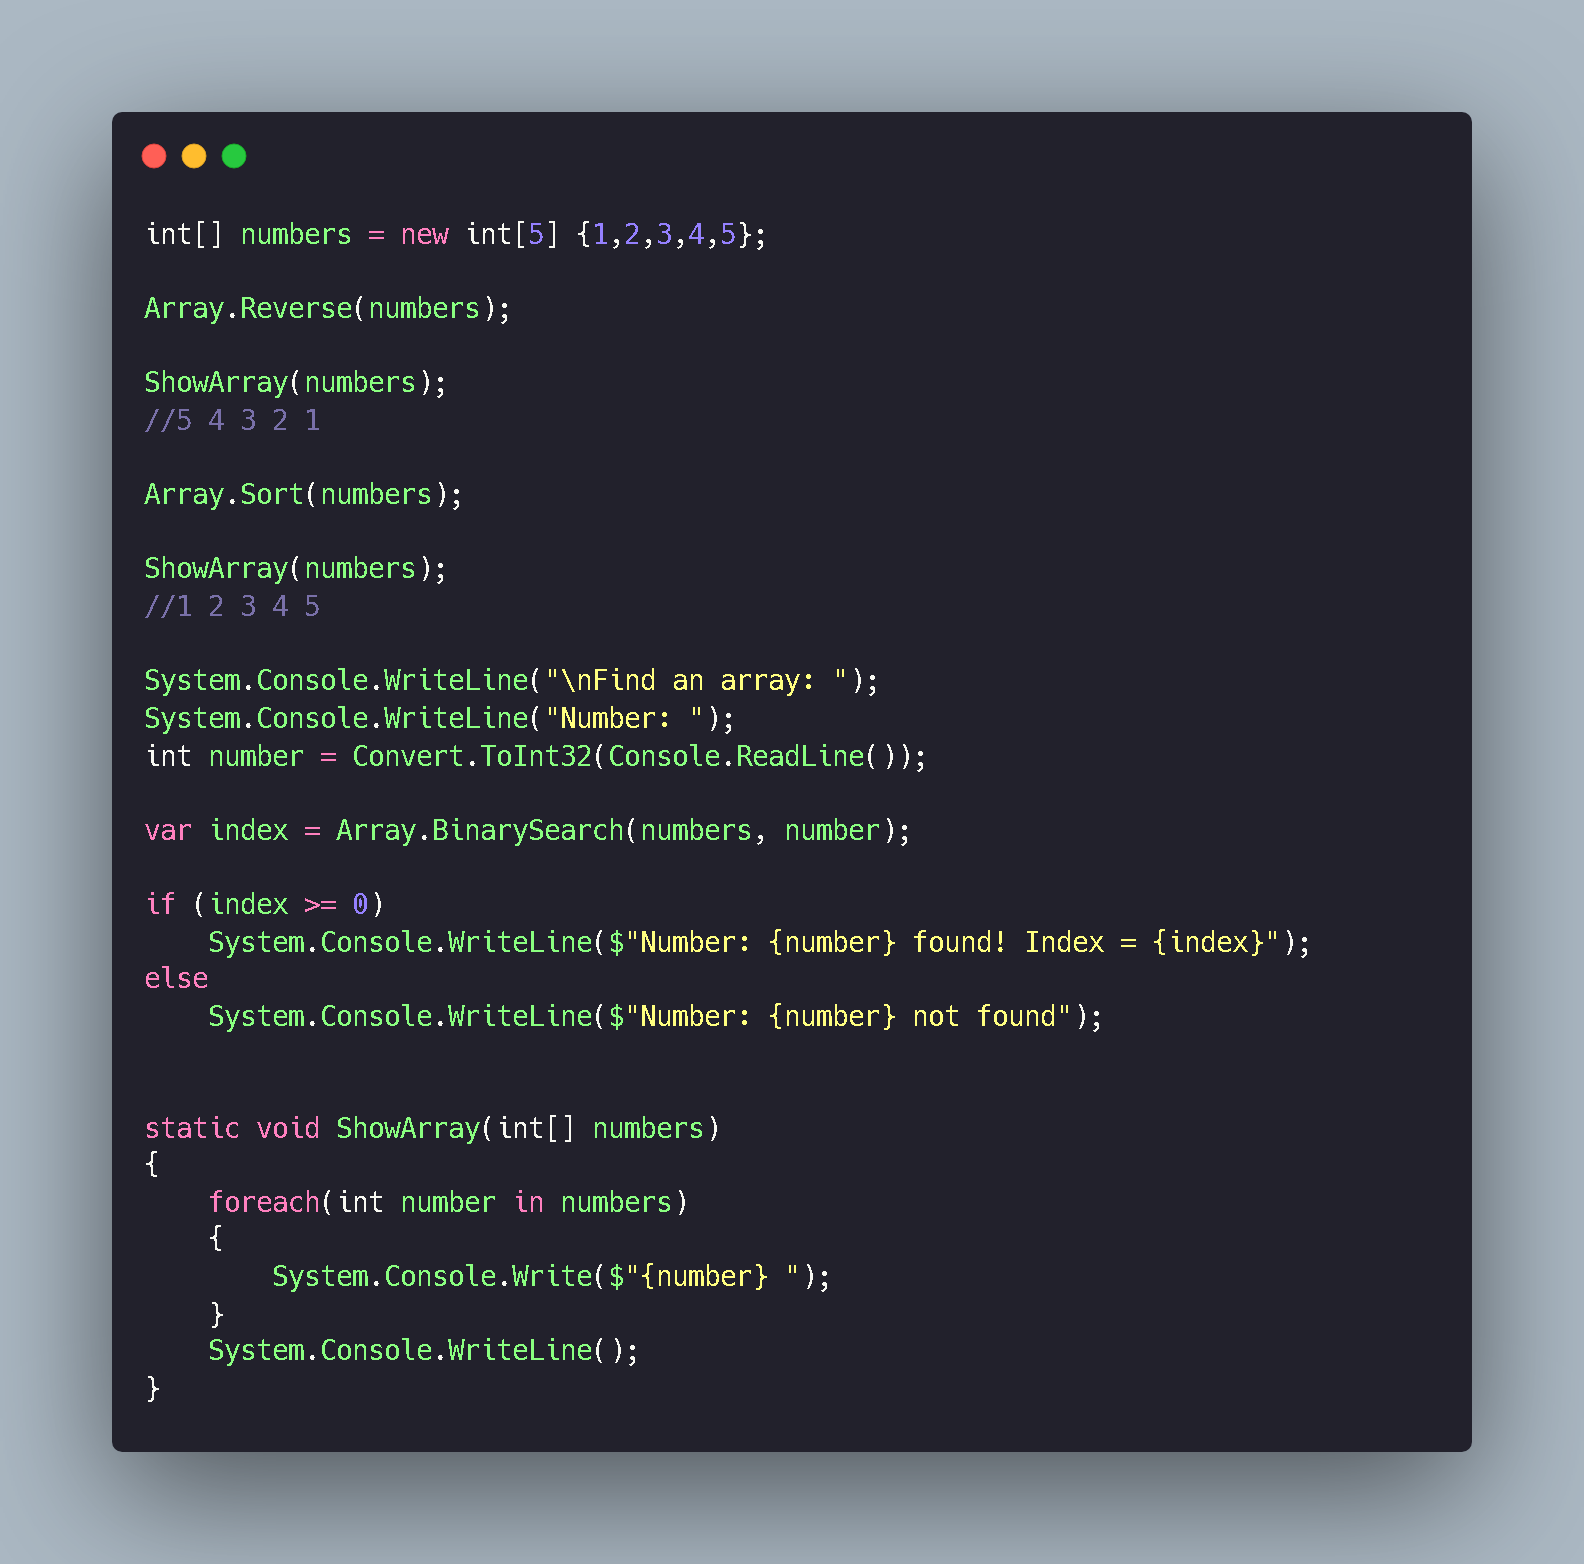 int[] numbers = new int[5] {1,2,3,4,5};
Array.Reverse(numbers);
ShowArray(numbers);
//5 4 3 2 1
Array.Sort(numbers);
ShowArray(numbers);
//1 2 3 4 5
System.Console.WriteLine("\nFind an array: ");
System.Console.WriteLine("Number: ");
int number = Convert.ToInt32(Console.ReadLine());
var index = Array.BinarySearch(numbers, number);
if (index >= 0)
    System.Console.WriteLine($"Number: {number} found! Index = {index}");
else
    System.Console.WriteLine($"Number: {number} not found");
static void ShowArray(int[] numbers)
{
    foreach(int number in numbers)
    {
        System.Console.Write($"{number} ");
    }
    System.Console.WriteLine();
}